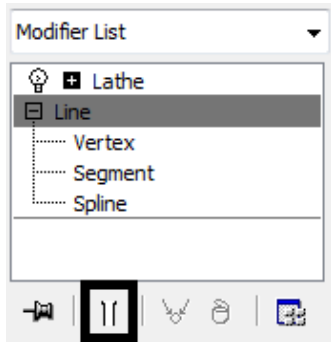 Modifier List
Lathe
Line
Vertex
Segment
Spline